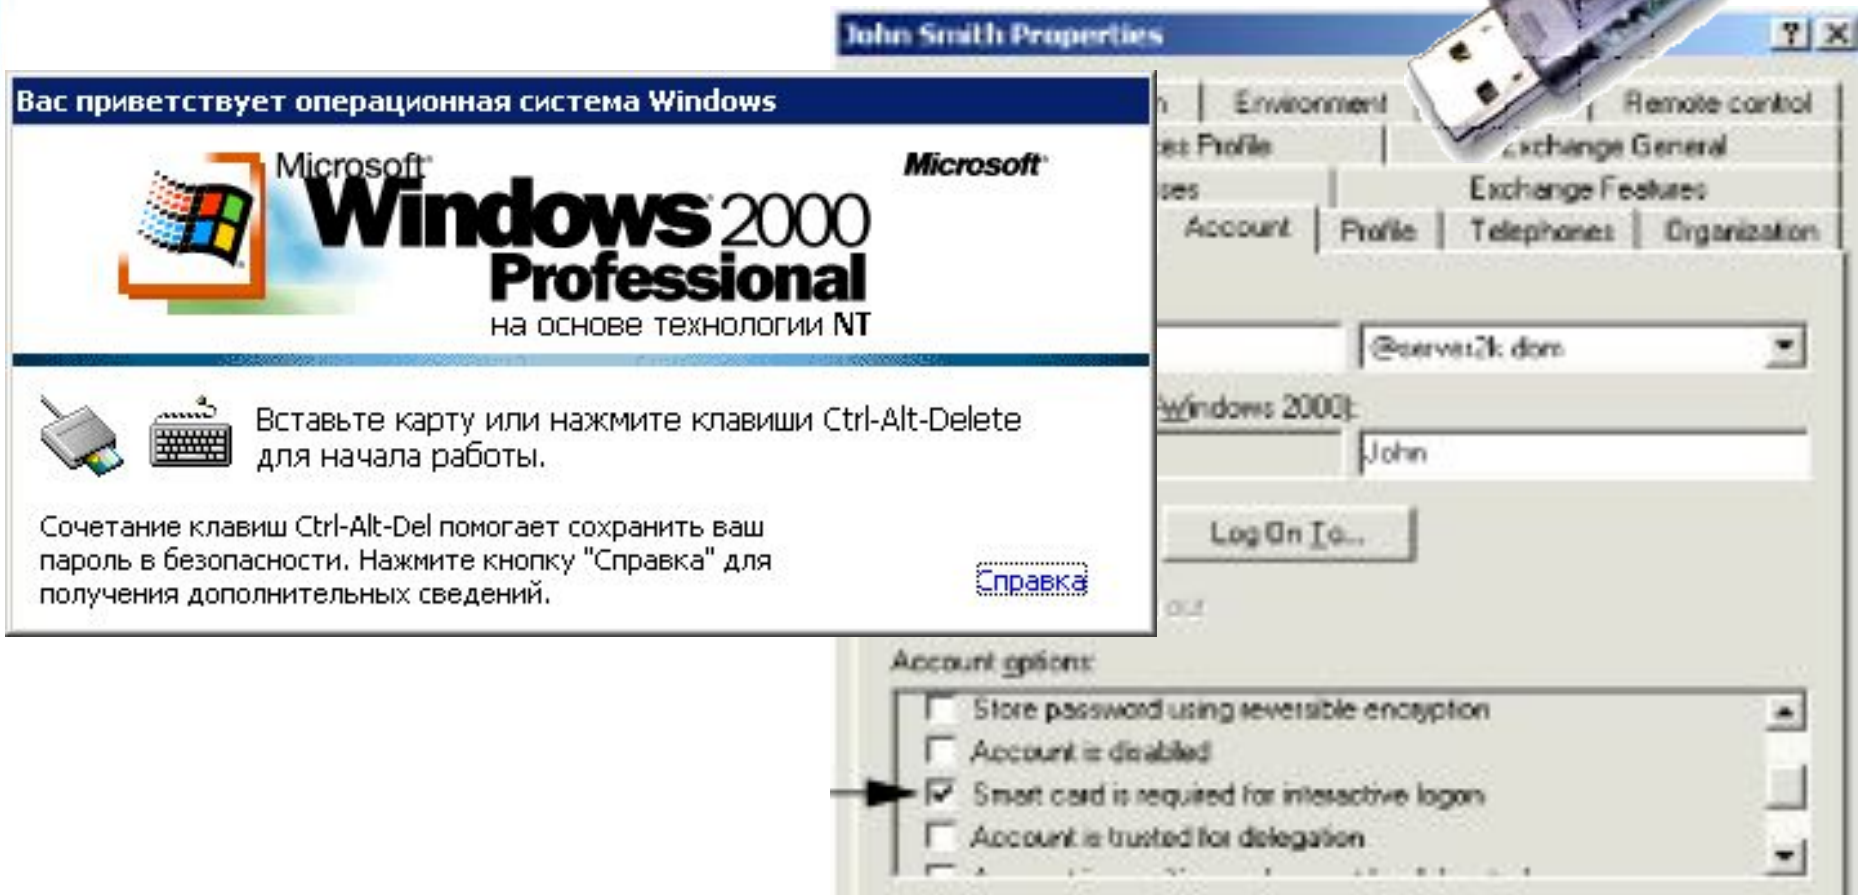 John Smith Properties
Вас приветствует операционная система Windows
Microsoft
Microsoft
Windows 2000
Professional
на основе технологии NT
Вставьте карту или нажмите клавиши Ctrl-Alt-Delete
для начала работы.
Сочетание клавиш Ctrl-Alt-Del помогает сохранить ваш
пароль в безопасности. Нажмите кнопку "Справка" для
получения дополнительных сведений.
Справка
Environment
Remote control
Profile
Exchange General
Exchange Features
Account
Profile
Telephones
Organization
@server2k.dom
Windows 2000):
John
Log On To...
out
Account options:
Store password using reversible encryption
Account is disabled
Smart card is required for interactive logon
Account is trusted for delegation